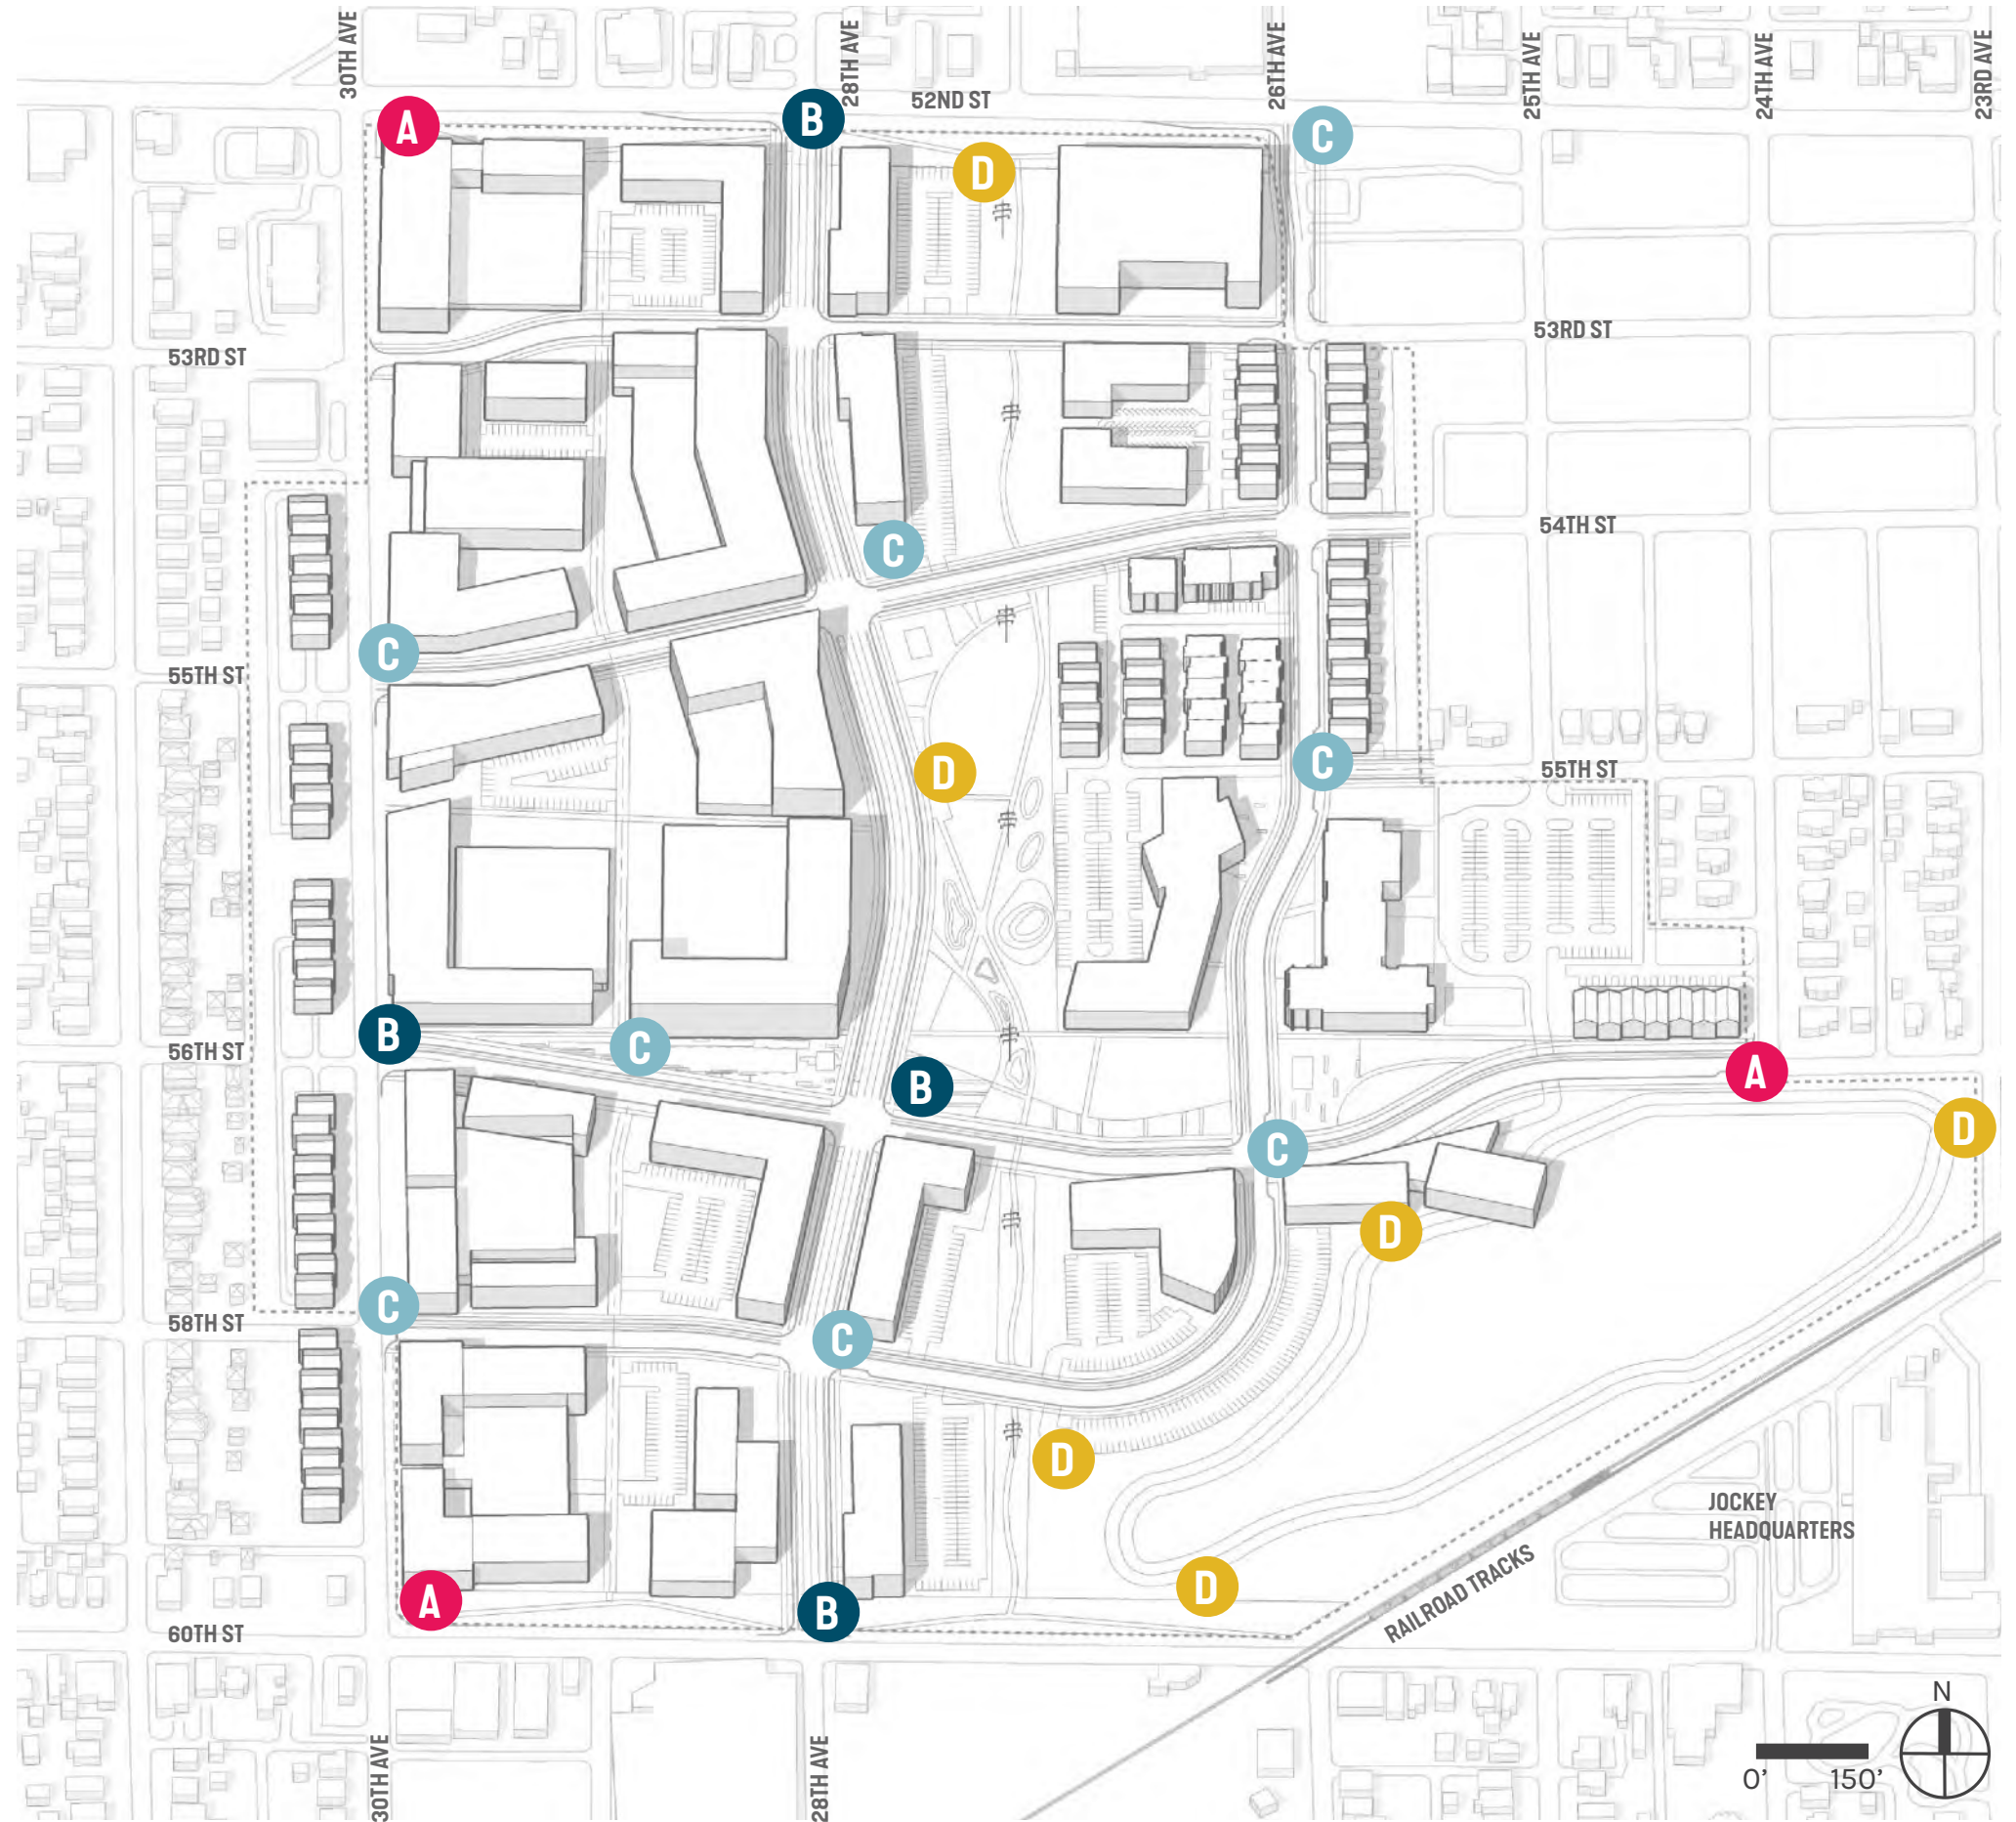 30TH AVE
28TH AVE
26TH AVE
25TH AVE
24TH AVE
23RD AVE
52ND ST
A
B
C
D
53RD ST
53RD ST
54TH ST
C
C
55TH ST
D
C
55TH ST
B
C
56TH ST
B
A
D
C
D
C
58TH ST
C
D
JOCKEY
HEADQUARTERS
D
A
B
RAILROAD TRACKS
60TH ST
30TH AVE
28TH AVE
N
0' 150'